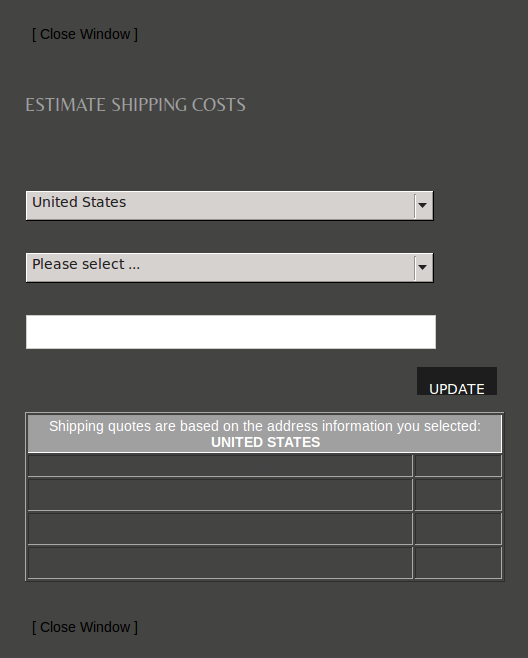 [ Close Window ]
ESTIMATE SHIPPING COSTS
United States
Please select ...
UPDATE
Shipping quotes are based on the address information you selected:
UNITED STATES
[ Close Window ]